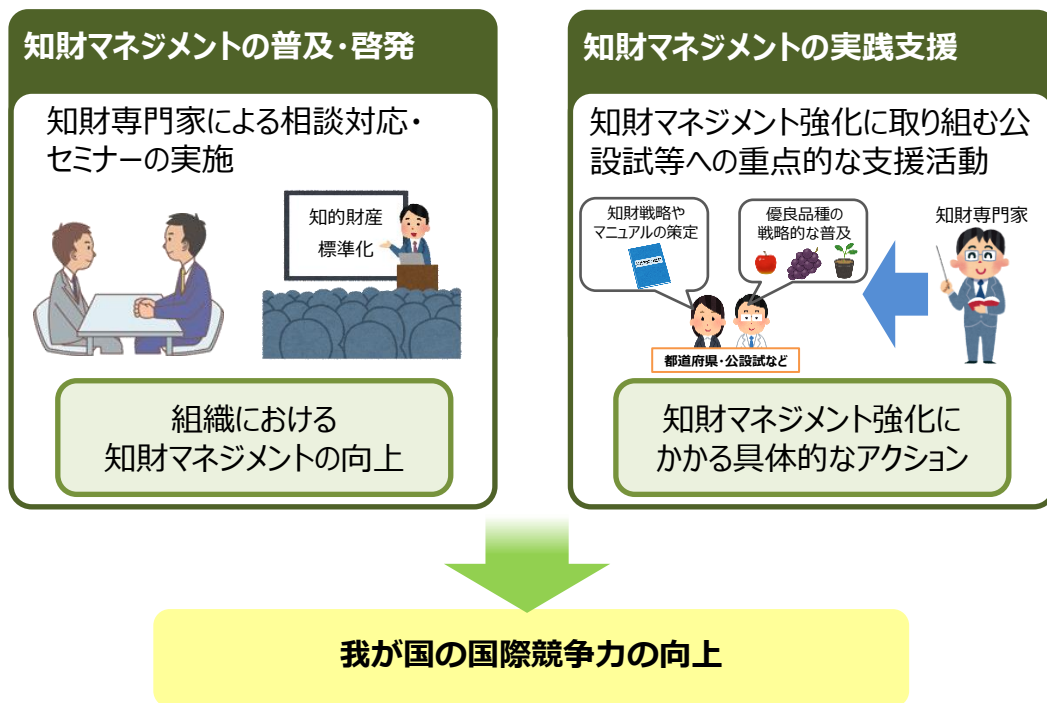 知財マネジメントの普及・啓発
知財専門家による相談対応・
セミナーの実施
知的財産
標準化
組織における
知財マネジメントの向上
知財マネジメントの実践支援
知財マネジメント強化に取り組む公
設試等への重点的な支援活動
知財戦略や
マニュアルの策定
優良品種の
戦略的な普及
知財専門家
都道府県・公設試など
知財マネジメント強化に
かかる具体的なアクション
我が国の国際競争力の向上